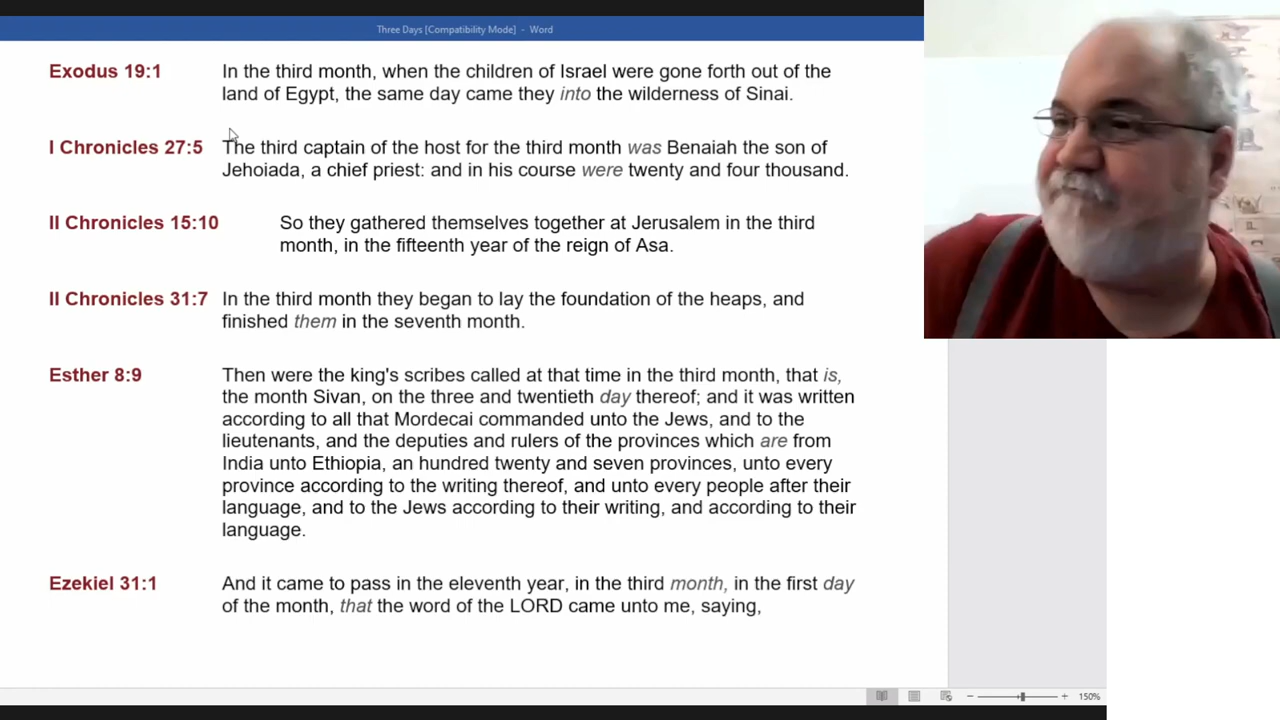 Three Days [Compatibility Mode] - Word
Exodus 19:1 In the third month, when the children of Israel were gone forth out of the
land of Egypt, the same day came they into the wilderness of Sinai.
I Chronicles 27:5 The third captain of the host for the third month was Benaiah the son of
Jehoiada, a chief priest: and in his course were twenty and four thousand.
II Chronicles 15:10 So they gathered themselves together at Jerusalem in the third
month, in the fifteenth year of the reign of Asa.
II Chronicles 31:7 In the third month they began to lay the foundation of the heaps, and
finished them in the seventh month.
Esther 8:9 Then were the king's scribes called at that time in the third month, that is,
the month Sivan, on the three and twentieth day thereof; and it was written
according to all that Mordecai commanded unto the Jews, and to the
lieutenants, and the deputies and rulers of the provinces which are from
India unto Ethiopia, an hundred twenty and seven provinces, unto every
province according to the writing thereof, and unto every people after their
language, and to the Jews according to their writing, and according to their
language.
Ezekiel 31:1 And it came to pass in the eleventh year, in the third month, in the first day
of the month, that the word of the LORD came unto me, saying,
150%